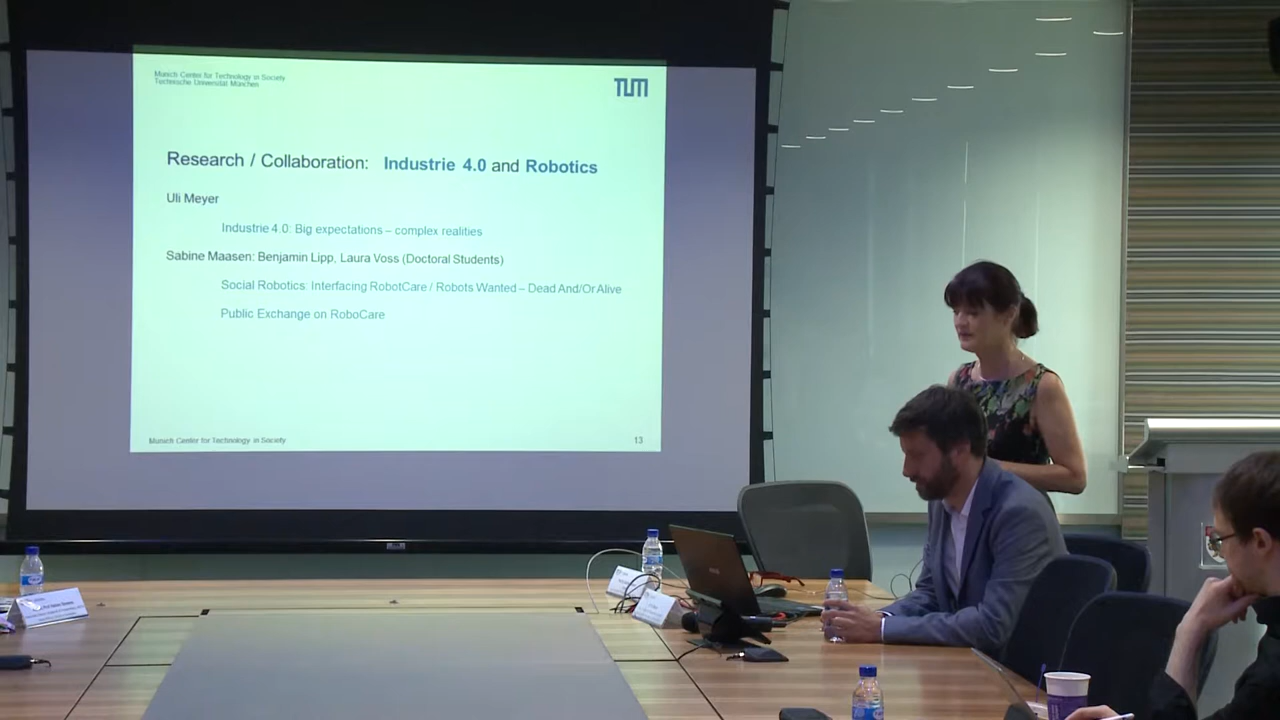 Munich Center for Technology in Society
Technische Universität München
TUM
Research / Collaboration: Industrie 4.0 and Robotics
Uli Meyer
Industrie 4.0: Big expectations – complex realities
Sabine Maasen: Benjamin Lipp, Laura Voss (Doctoral Students)
Social Robotics: Interfacing RobotCare / Robots Wanted – Dead And/Or Alive
Public Exchange on RoboCare
Munich Center for Technology in Society
13